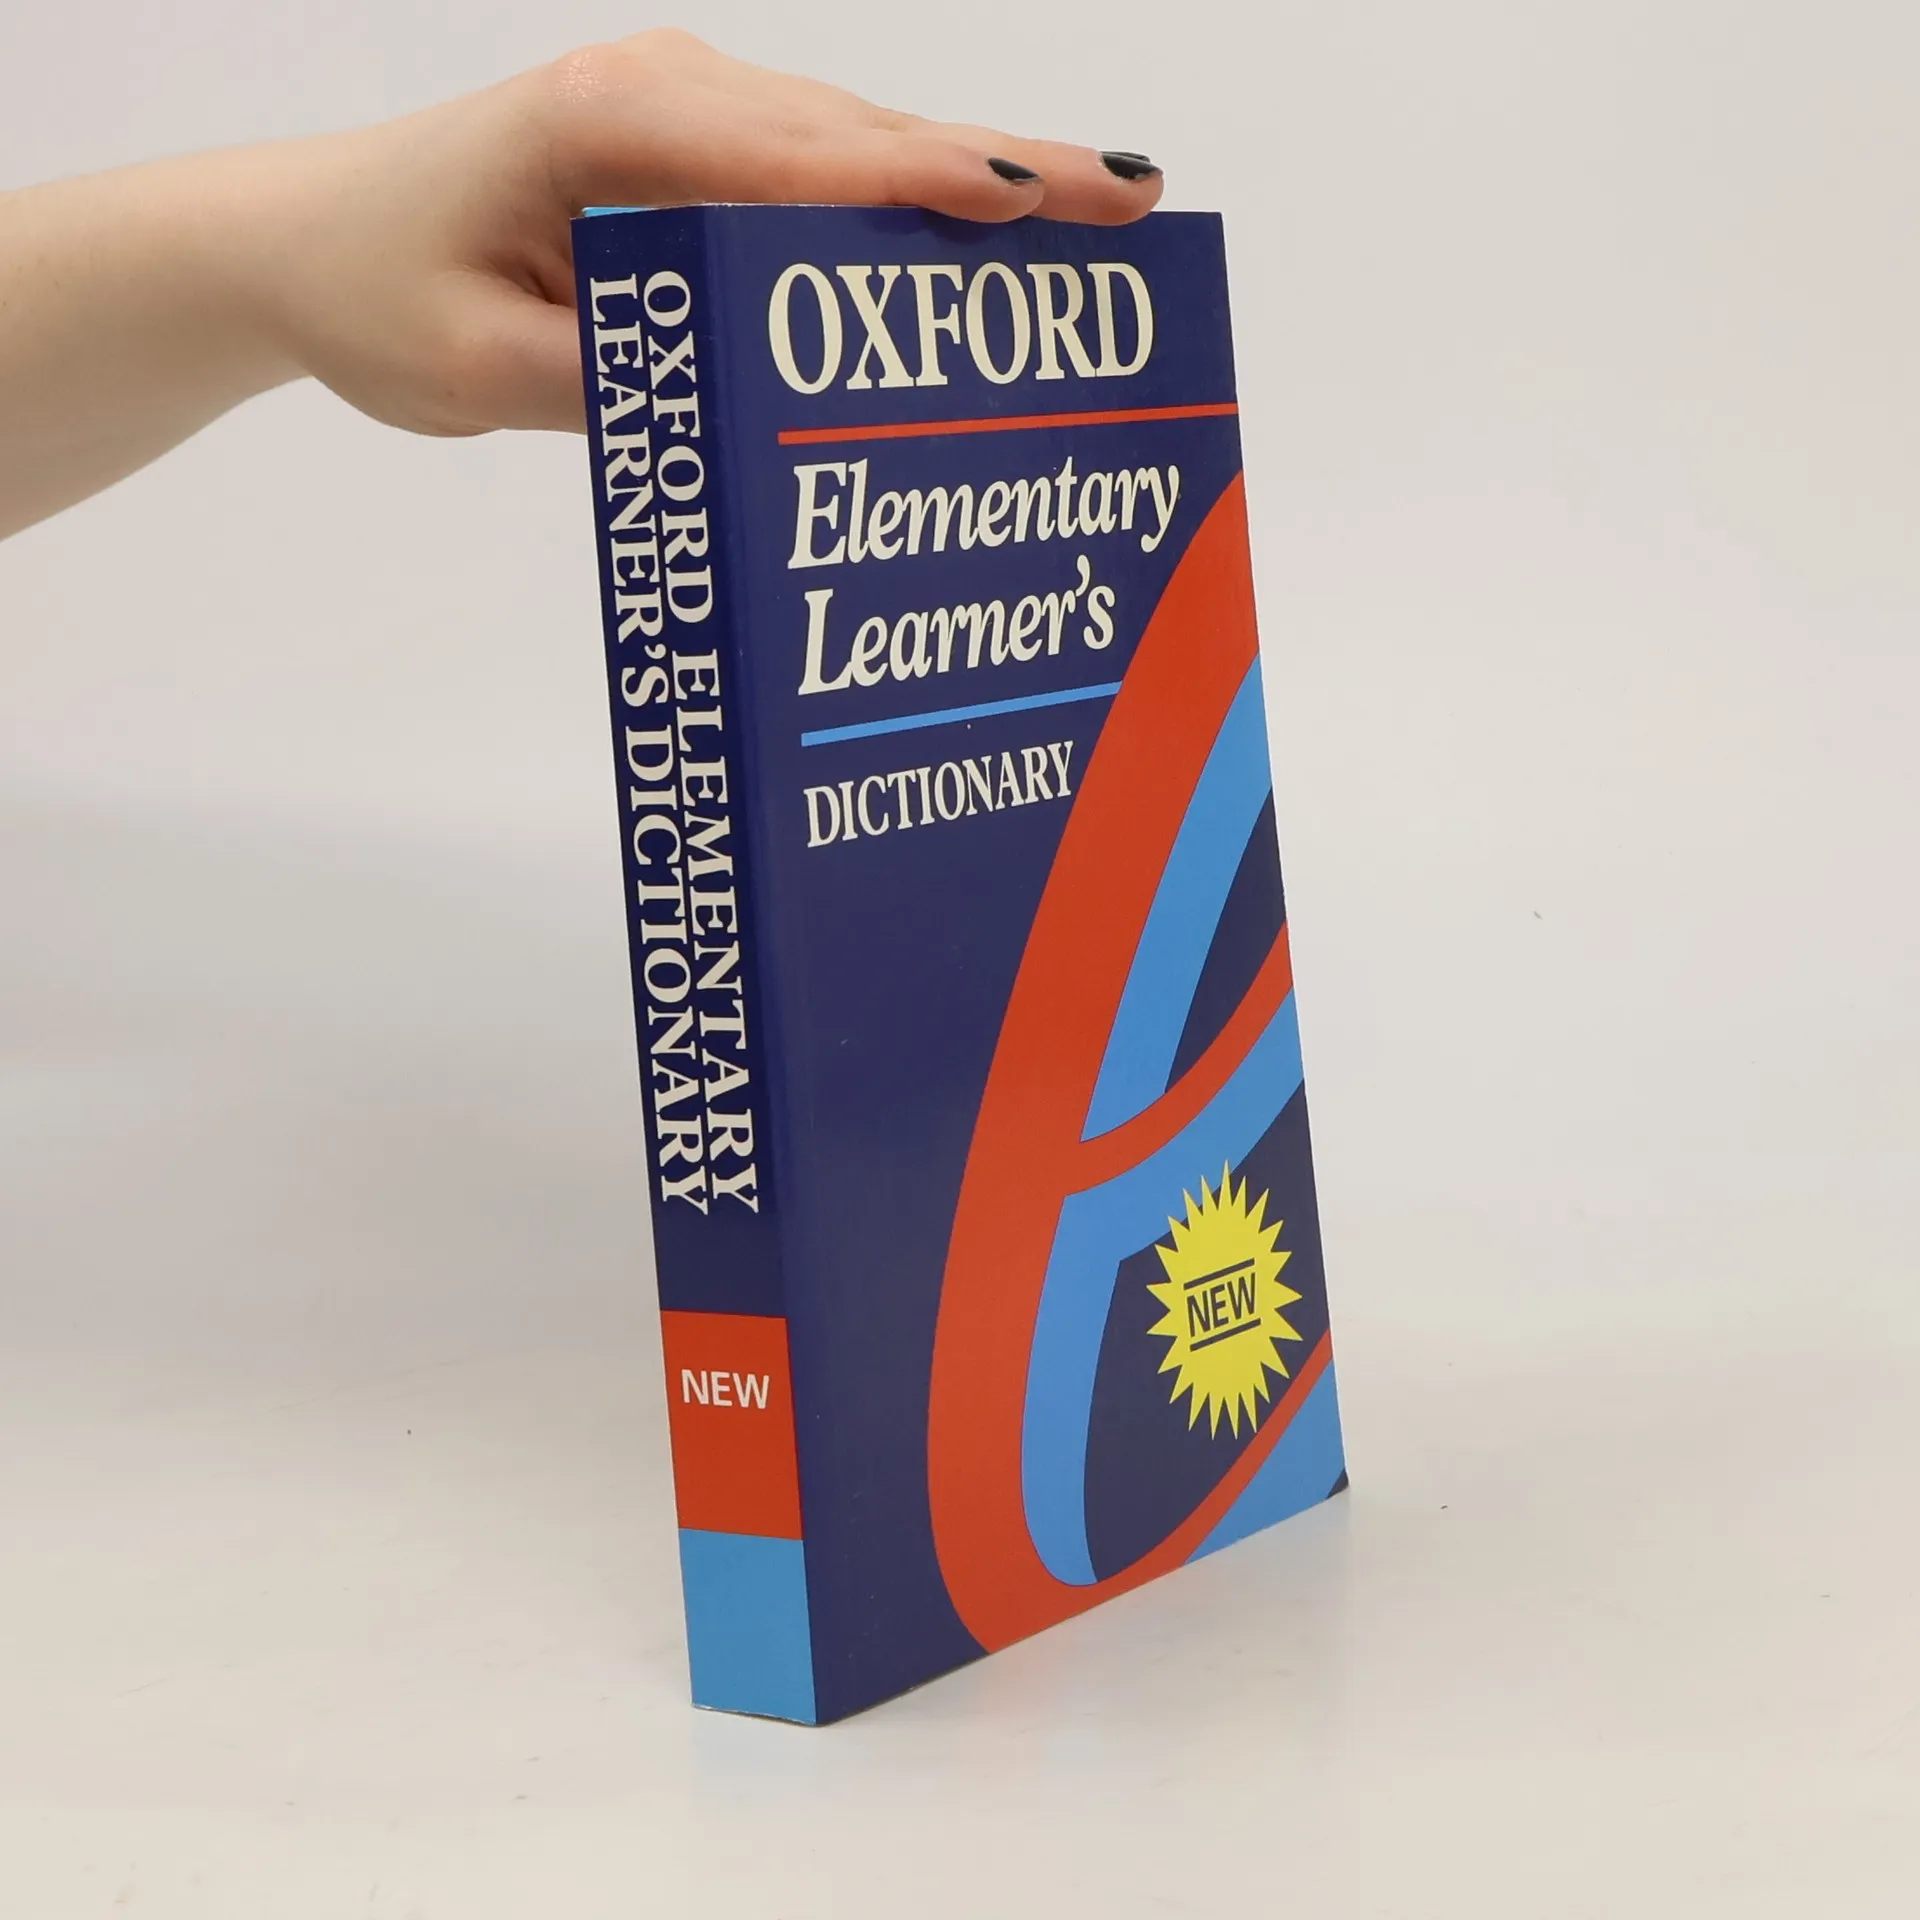 OXFORD ELEMENTARY
LEARNER'S DICTIONARY
NEW
OXFORD
Elementary
Learner's
DICTIONARY
NEW